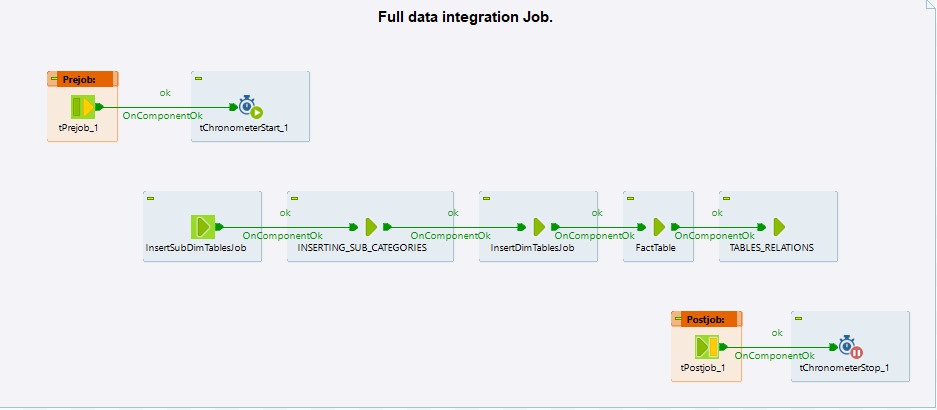 Full data integration Job.
Prejob:
ok
OnComponentOk
tPrejob_1
tChronometerStart_1
ok
ok
ok
ok
OnComponentOk
OnComponentOk
OnComponentOk
OnComponentOk
InsertSubDimTablesJob
INSERTING_SUB_CATEGORIES
InsertDimTablesJob
FactTable
TABLES_RELATIONS
Postjob:
ok
OnComponentOk
tPostjob_1
tChronometerStop_1